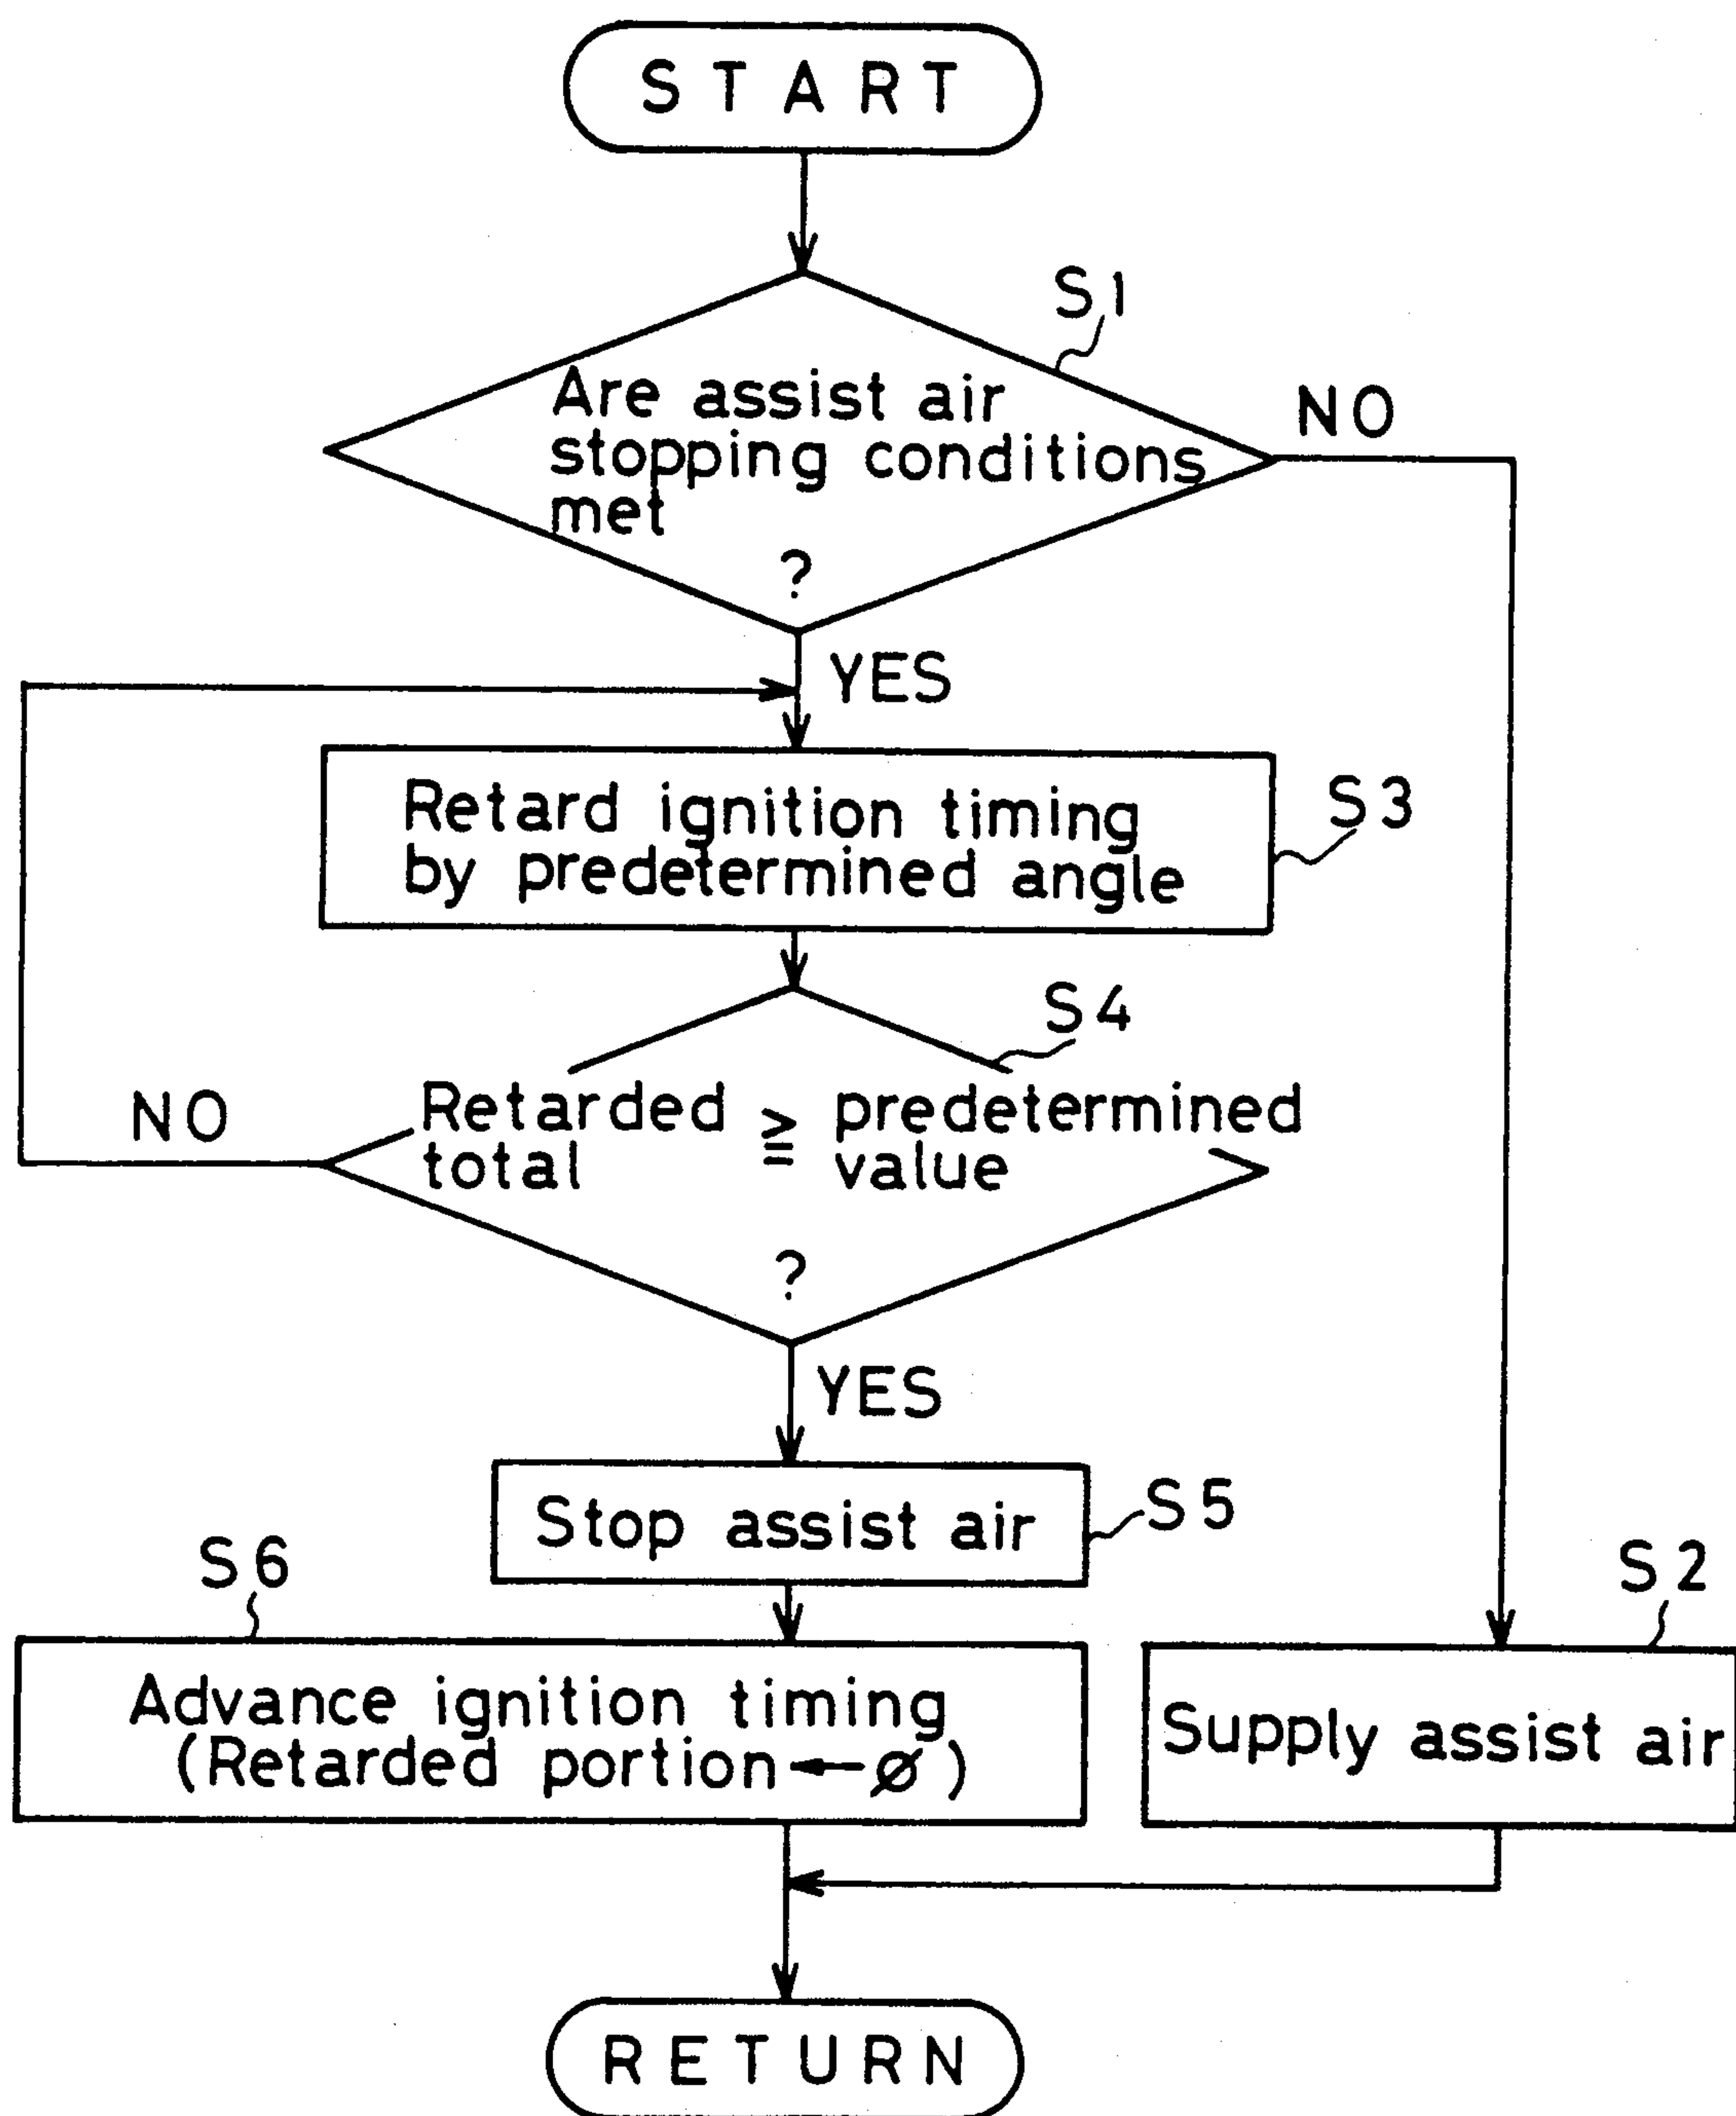 START
S1
Are assist air
stopping conditions
met
?
NO
YES
Retard ignition timing
by predetermined angle
S3
S4
NO
Retarded ≧ predetermined
total value
?
YES
Stop assist air
S5
S6
S2
Advance ignition timing
(Retarded portion←ø)
Supply assist air
RETURN